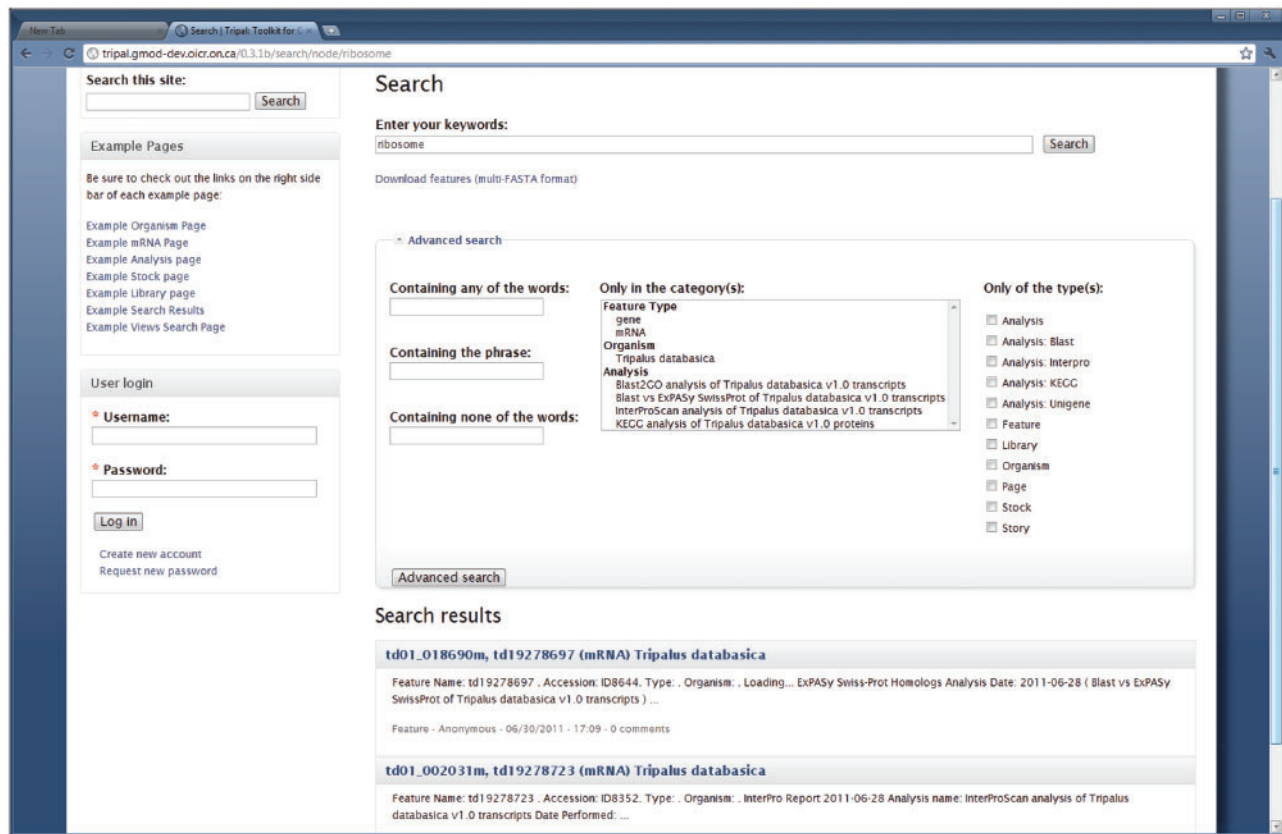 New Tab
Search | Tripal: Toolkit for C
tripal.gmod-dev.oicr.on.ca/0.3.1b/search/node/ribosome
Search this site:
Search
Example Pages
Be sure to check out the links on the right side
bar of each example page:
Example Organism Page
Example mRNA Page
Example Analysis page
Example Stock page
Example Library page
Example Search Results
Example Views Search Page
User login
* Username:
* Password:
Log in
Create new account
Request new password
Search
Enter your keywords:
ribosome
Search
Download features (multi-FASTA format)
Advanced search
Containing any of the words:
Containing the phrase:
Containing none of the words:
Only in the category(s):
Feature Type
gene
mRNA
Organism
Tripalus databasica
Analysis
Blast2GO analysis of Tripalus databasica v1.0 transcripts
Blast vs ExPASy SwissProt of Tripalus databasica v1.0 transcripts
InterProScan analysis of Tripalus databasica v1.0 transcripts
KEGG analysis of Tripalus databasica v1.0 proteins
Only of the type(s):
Analysis
Analysis: Blast
Analysis: Interpro
Analysis: KEGG
Analysis: Unigene
Feature
Library
Organism
Page
Stock
Story
Advanced search
Search results
td01_018690m, td19278697 (mRNA) Tripalus databasica
Feature Name: td19278697 . Accession: ID8644. Type: . Organism: . Loading... ExPASy Swiss-Prot Homologs Analysis Date: 2011-06-28 ( Blast vs ExPASy
SwissProt of Tripalus databasica v1.0 transcripts ) ...
Feature - Anonymous - 06/30/2011 - 17:09 - 0 comments
td01_002031m, td19278723 (mRNA) Tripalus databasica
Feature Name: td19278723 . Accession: ID8352. Type: . Organism: . InterPro Report 2011-06-28 Analysis name: InterProScan analysis of Tripalus
databasica v1.0 transcripts Date Performed: ...